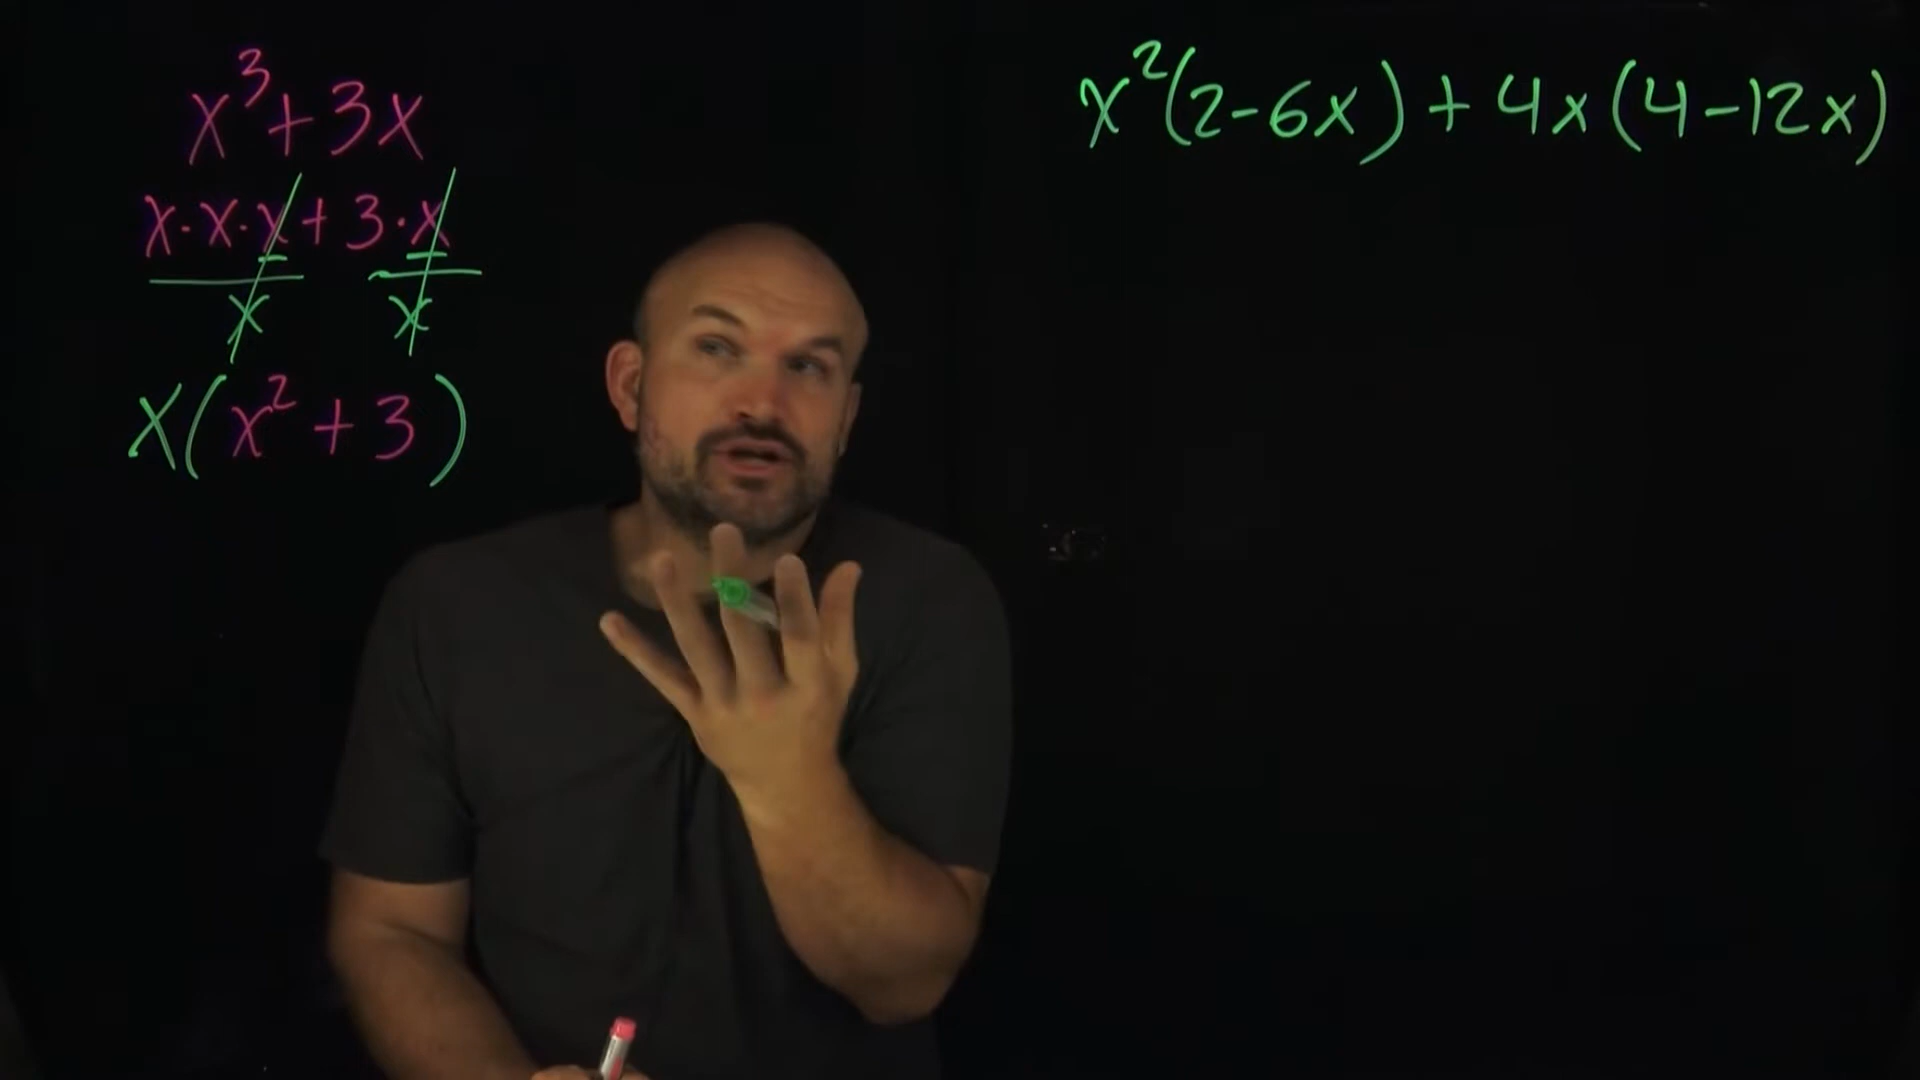 x³+3x
x·x·x+3·x
x x
x(x²+3)
x²(2-6x)+4x(4-12x)